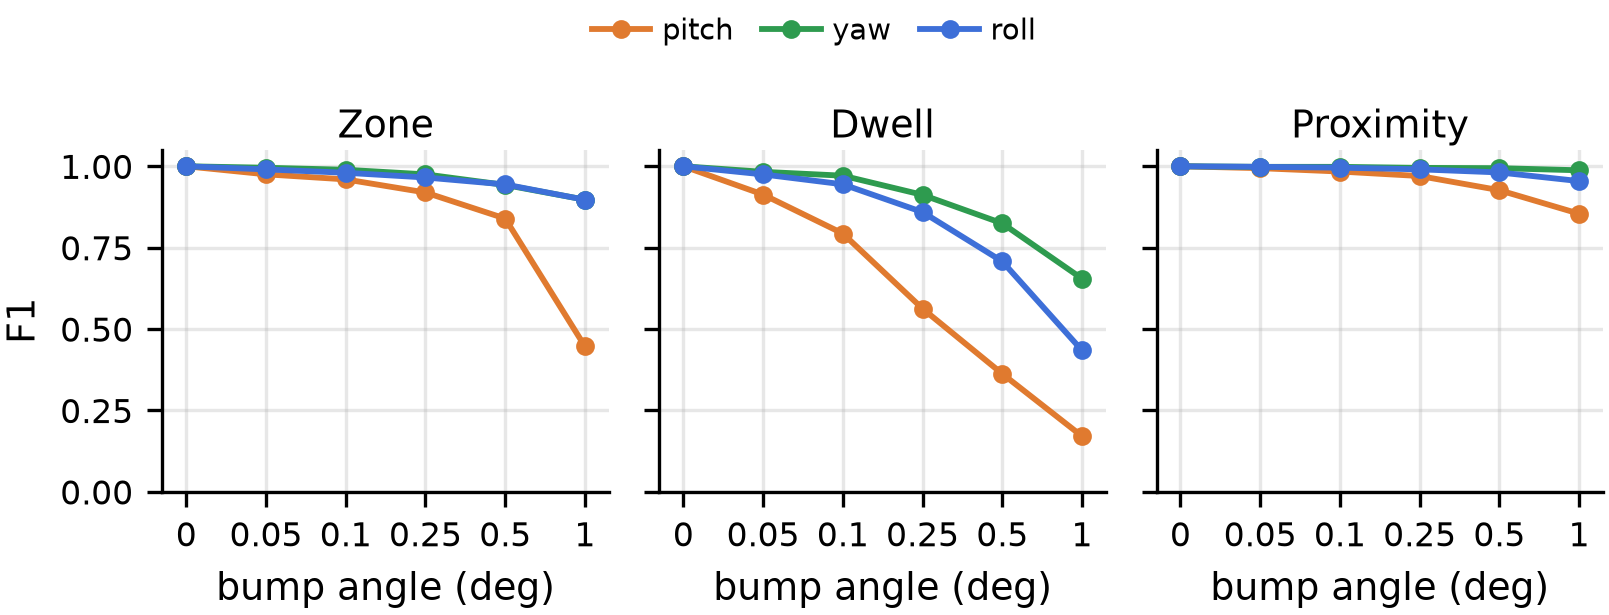 pitch yaw roll
Zone Dwell Proximity
F1
1.00
0.75
0.50
0.25
0.00
0 0.05 0.1 0.25 0.5 1 0 0.05 0.1 0.25 0.5 1 0 0.05 0.1 0.25 0.5 1
bump angle (deg) bump angle (deg) bump angle (deg)